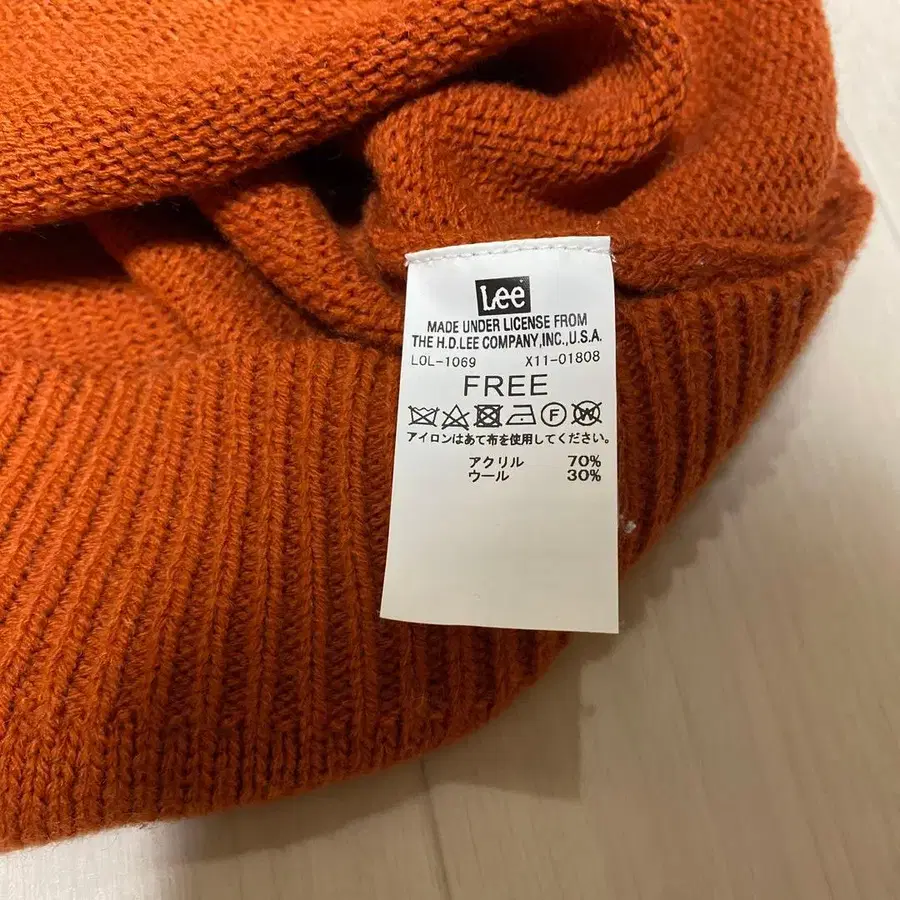 Lee
MADE UNDER LICENSE FROM
THE H.D.LEE COMPANY,INC.,U.S.A.
LOL-1069 X11-01808
FREE
F W
アイロンはあて布を使用してください。
アクリル 70%
ウール 30%